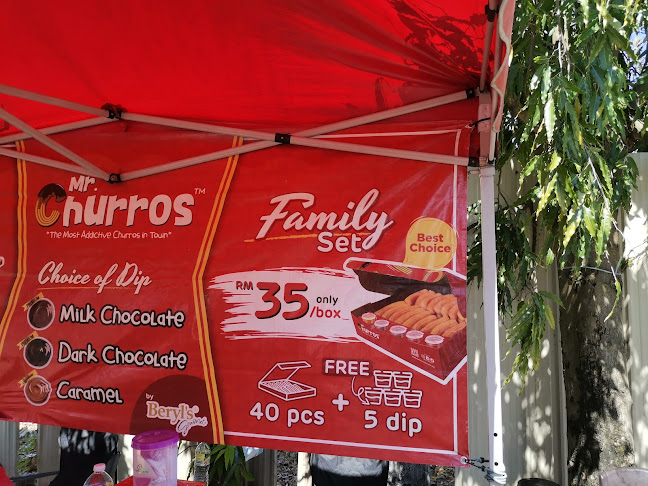 Mr.
Churros™
"The Most Addictive Churros in Town"
Choice of Dip
Milk Chocolate
Dark Chocolate
Caramel
by
Beryl's
Family
Set
Best
Choice
RM 35 only
/box
FREE
40 pcs + 5 dip